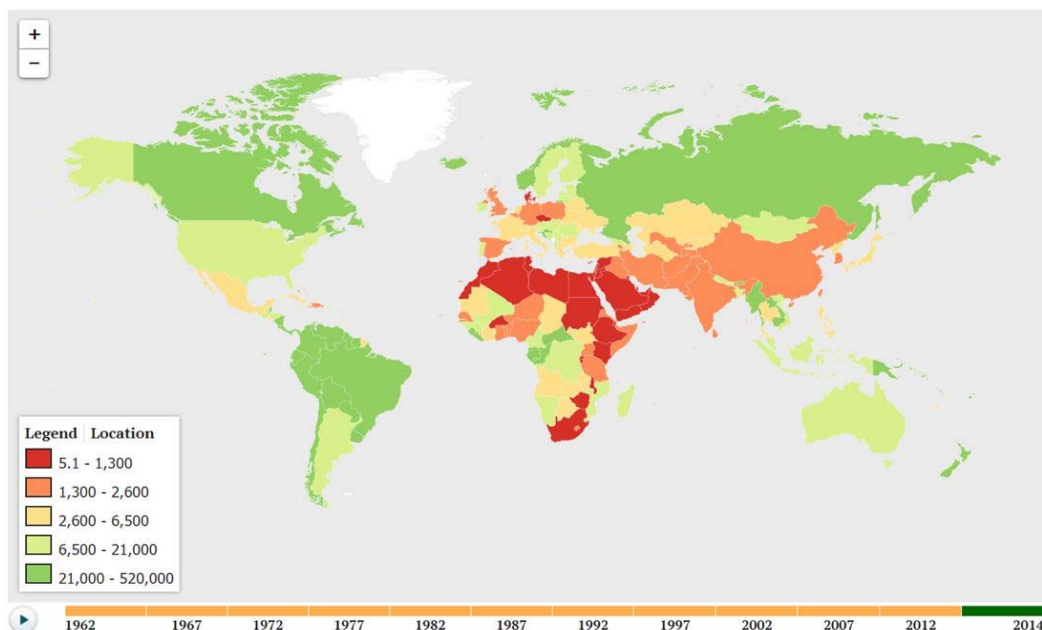 +
−
Legend Location
5.1 - 1,300
1,300 - 2,600
2,600 - 6,500
6,500 - 21,000
21,000 - 520,000
1962 1967 1972 1977 1982 1987 1992 1997 2002 2007 2012 2014